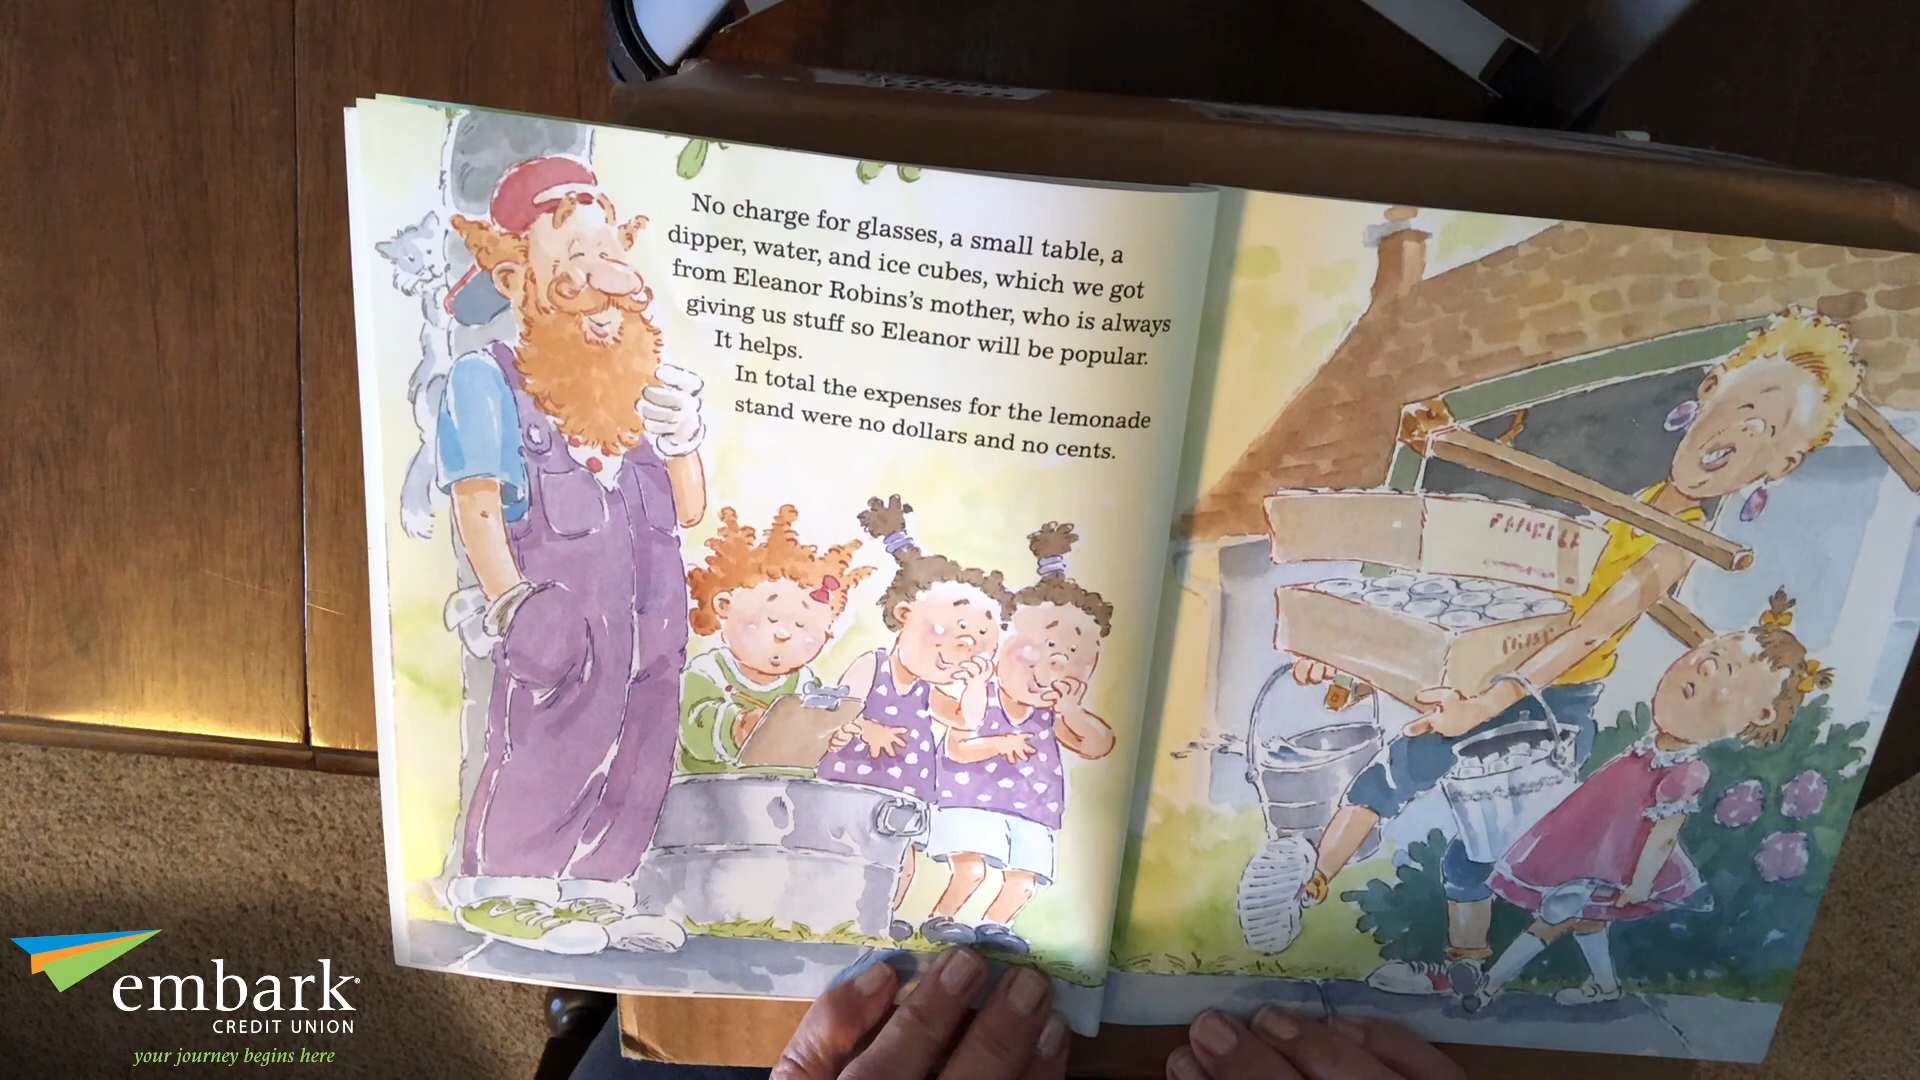 No charge for glasses, a small table, a
dipper, water, and ice cubes, which we got
from Eleanor Robins's mother, who is always
giving us stuff so Eleanor will be popular.
It helps.
In total the expenses for the lemonade
stand were no dollars and no cents.
embark®
CREDIT UNION
your journey begins here